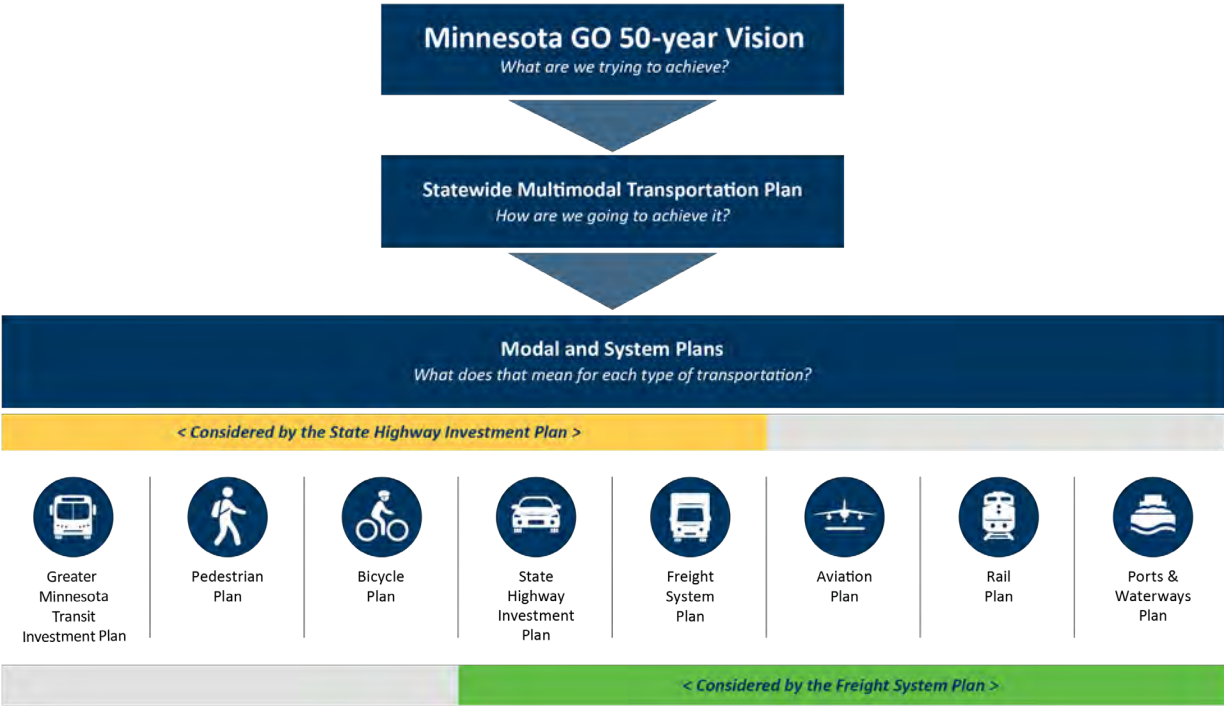 Minnesota GO 50-year Vision
What are we trying to achieve?
Statewide Multimodal Transportation Plan
How are we going to achieve it?
Modal and System Plans
What does that mean for each type of transportation?
< Considered by the State Highway Investment Plan >
Greater
Minnesota
Transit
Investment Plan
Pedestrian
Plan
Bicycle
Plan
State
Highway
Investment
Plan
Freight
System
Plan
Aviation
Plan
Rail
Plan
Ports &
Waterways
Plan
< Considered by the Freight System Plan >